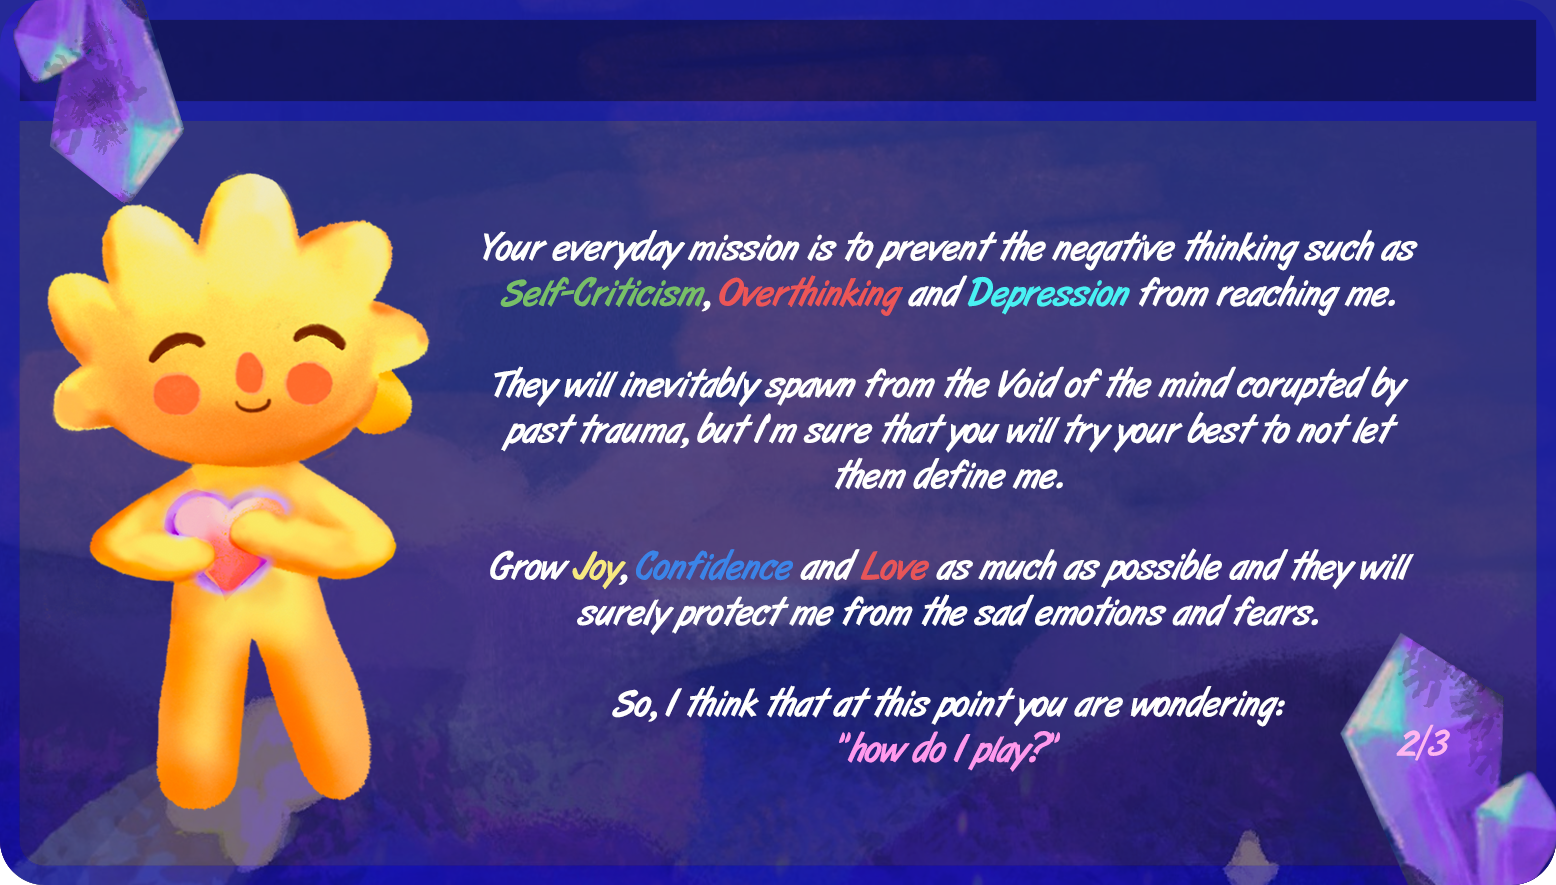 Your everyday mission is to prevent the negative thinking such as
Self-Criticism, Overthinking and Depression from reaching me.
They will inevitably spawn from the Void of the mind corupted by
past trauma, but I'm sure that you will try your best to not let
them define me.
Grow Joy, Confidence and Love as much as possible and they will
surely protect me from the sad emotions and fears.
So, I think that at this point you are wondering:
"how do I play?"
2/3